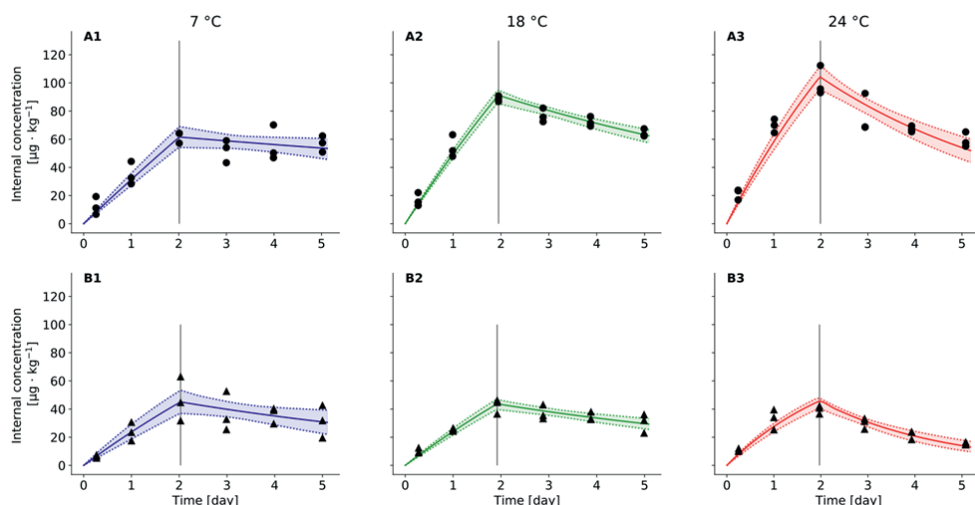 7 °C 18 °C 24 °C
A1 A2 A3
Internal concentration
[µg · kg⁻¹]
120
100
80
60
40
20
0
0 1 2 3 4 5 0 1 2 3 4 5 0 1 2 3 4 5
B1 B2 B3
Internal concentration
[µg · kg⁻¹]
120
100
80
60
40
20
0
0 1 2 3 4 5 0 1 2 3 4 5 0 1 2 3 4 5
Time [day] Time [day] Time [day]